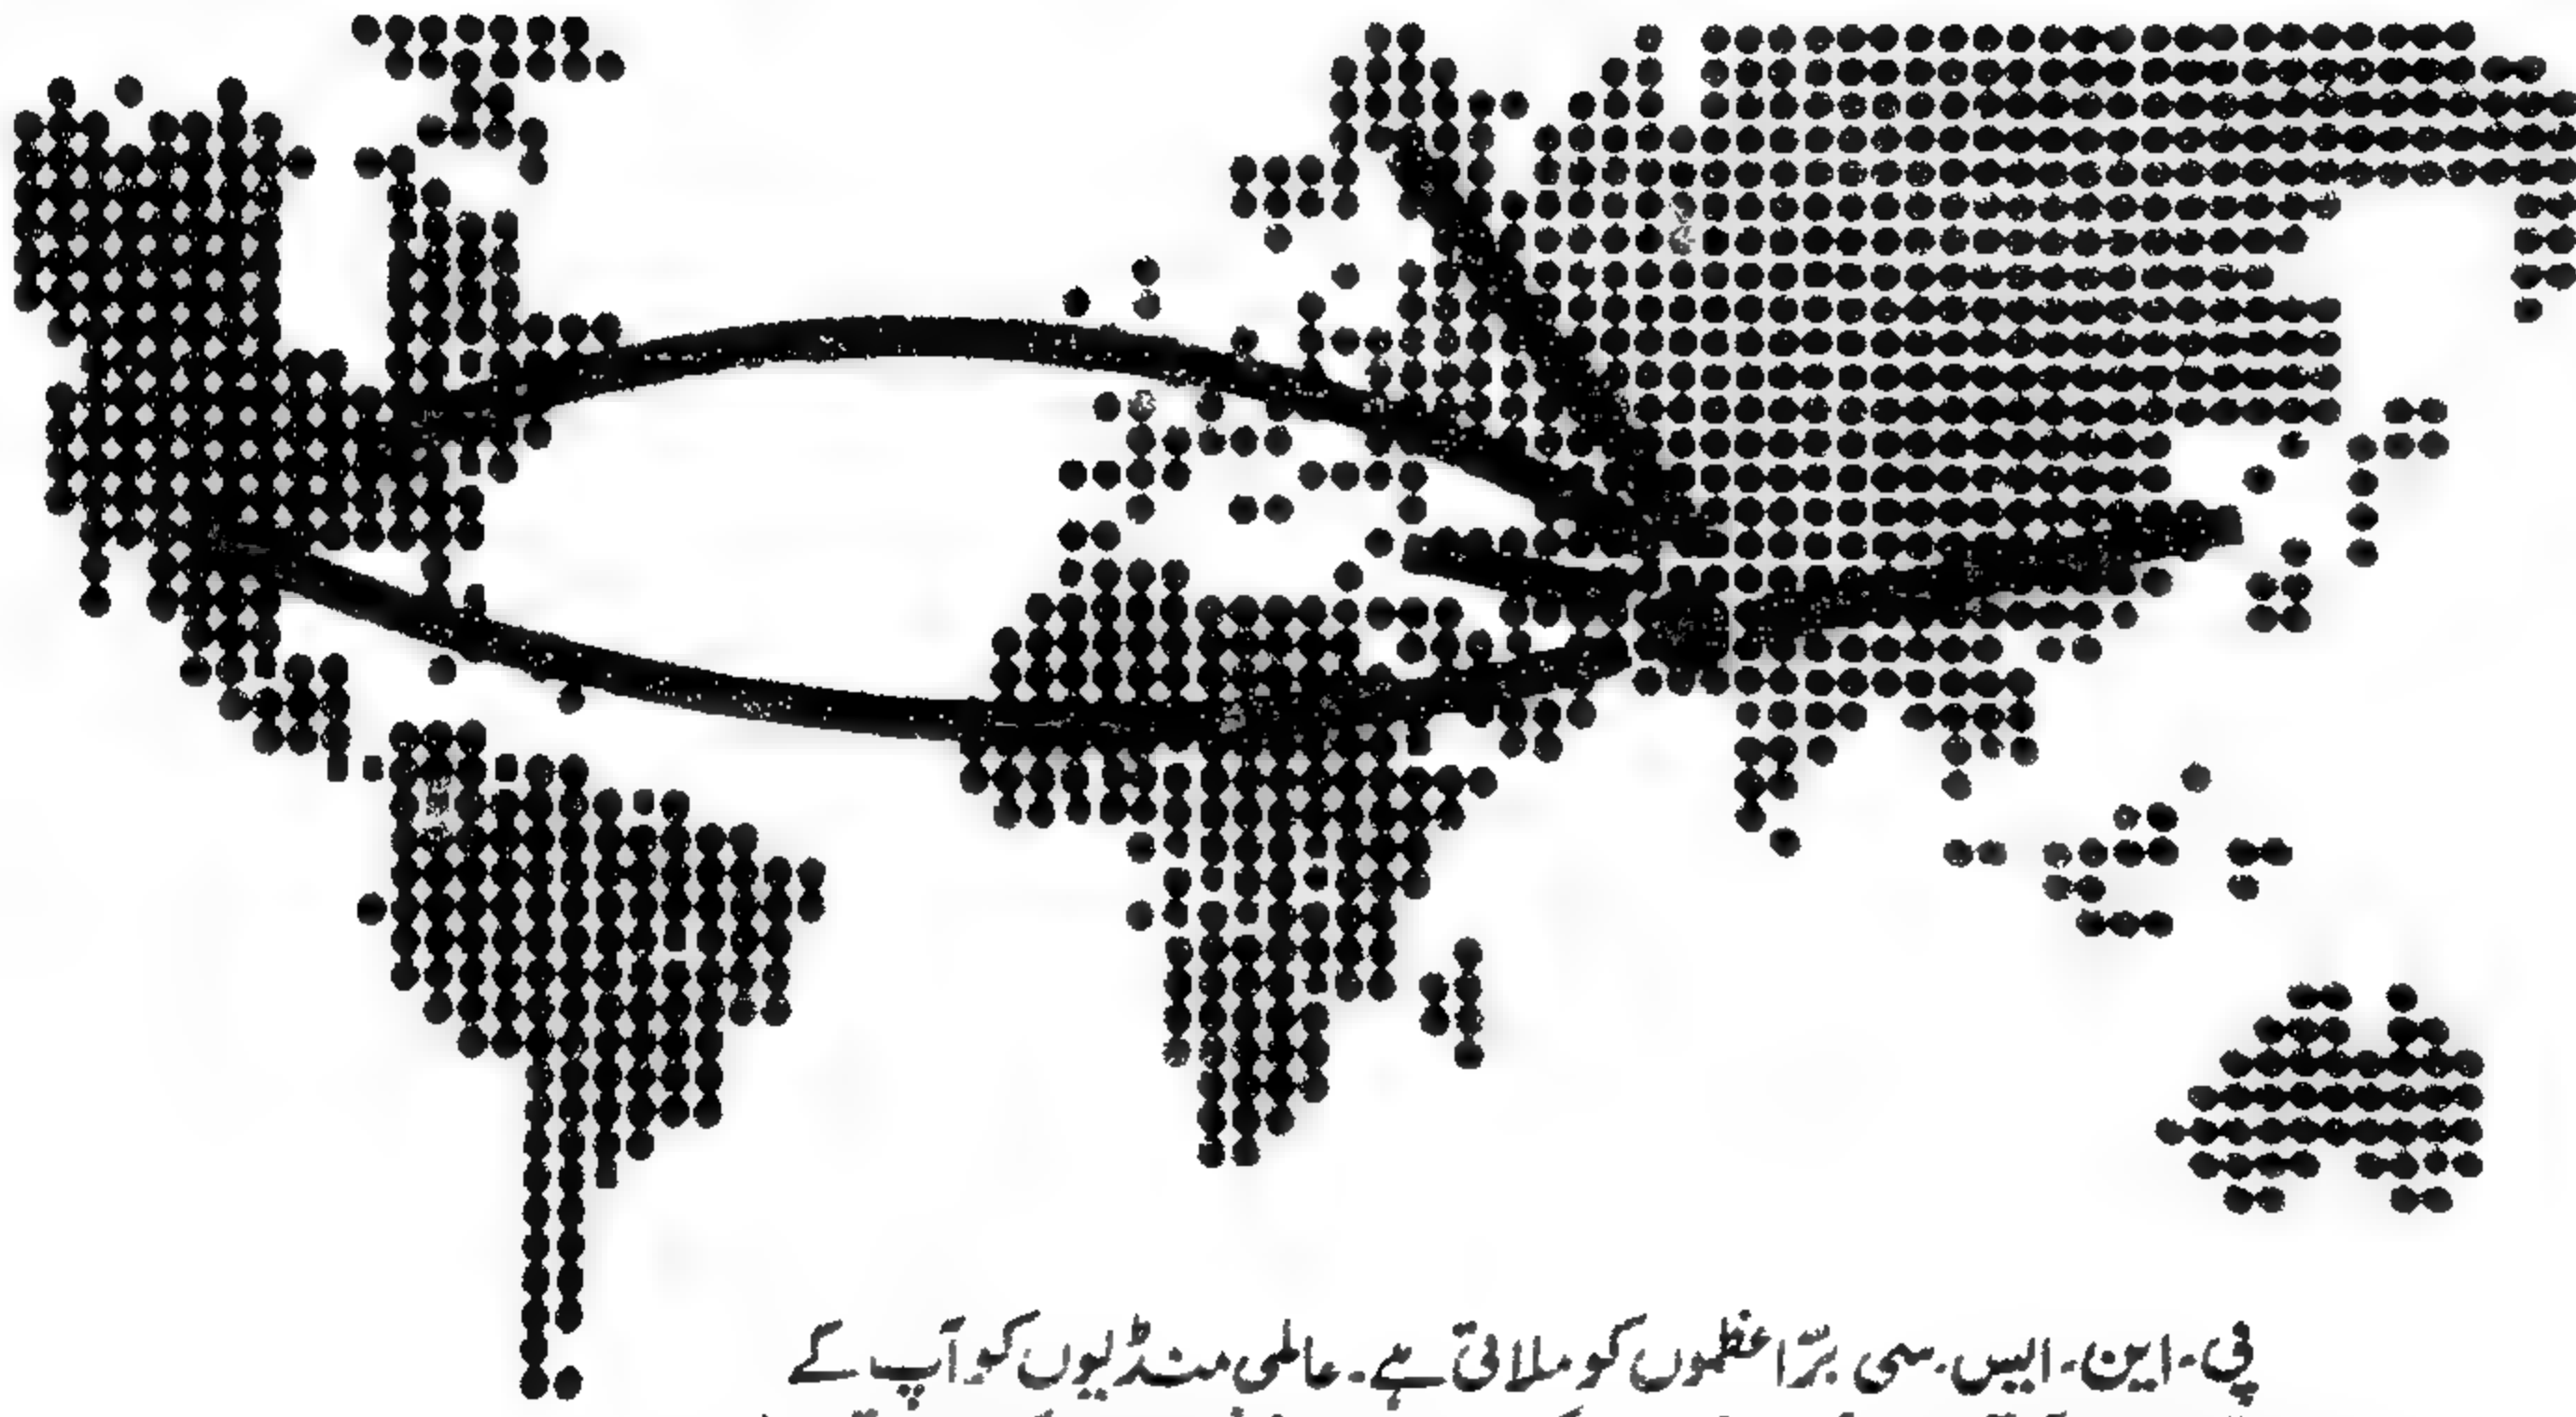 پی۔ این۔ ایس۔ سی برّاعظموں کو ملاتی ہے۔ عالمی منڈیوں کو آپ کے